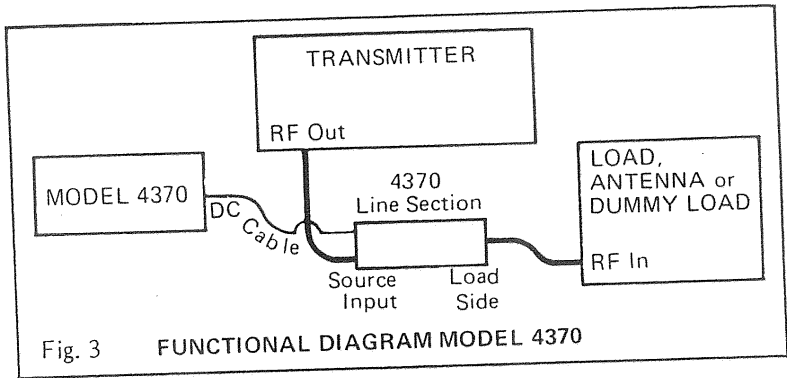 TRANSMITTER
RF Out
MODEL 4370
DC Cable
4370
Line Section
LOAD,
ANTENNA or
DUMMY LOAD
RF In
Source
Input
Load
Side
Fig. 3 FUNCTIONAL DIAGRAM MODEL 4370